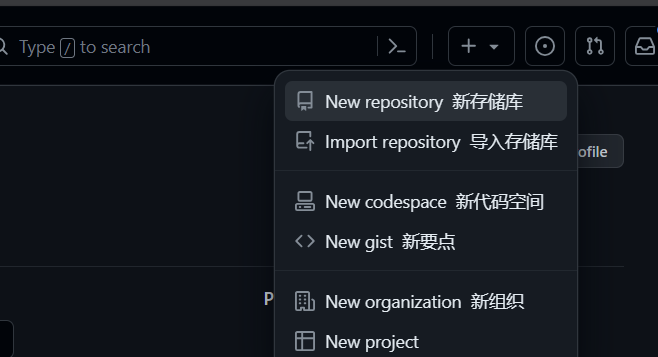 Type / to search
New repository 新存储库
Import repository 导入存储库
ofile
New codespace 新代码空间
New gist 新要点
P
New organization 新组织
New project